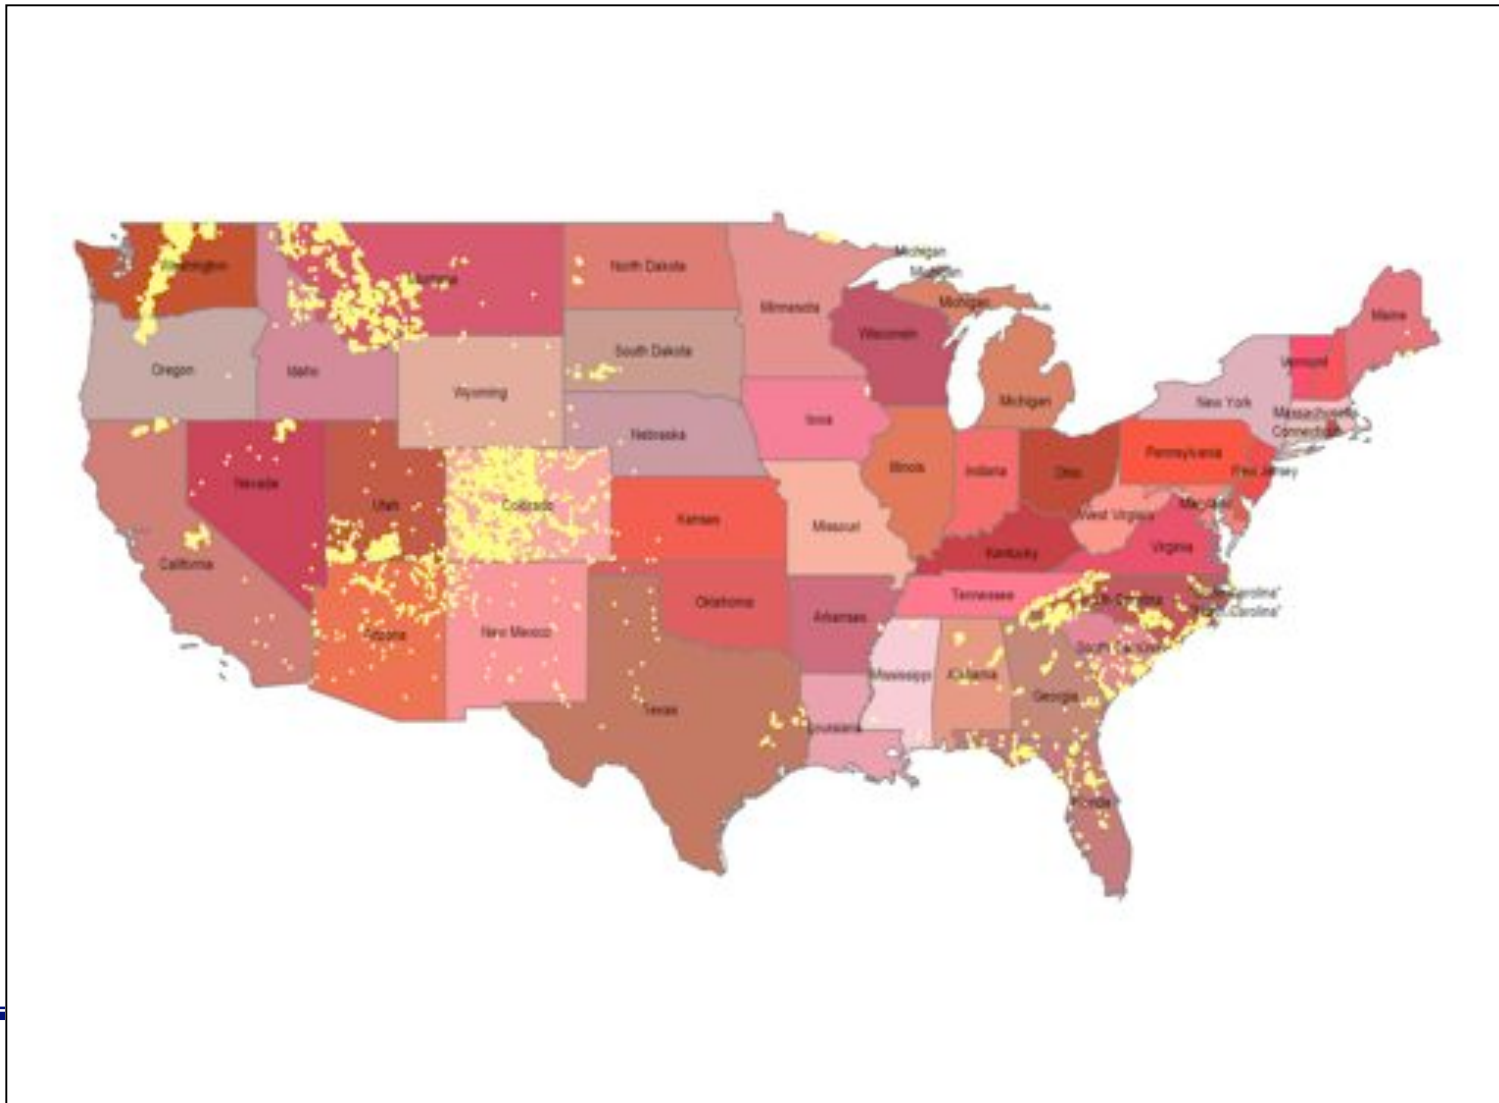 Washington
Montana
North Dakota
Minnesota
Michigan
Michigan
Michigan
Wisconsin
Maine
Oregon
Idaho
South Dakota
Vermont
Wyoming
Michigan
New York
Massachusetts
Connecticut
Iowa
Nebraska
Nevada
Utah
Colorado
Illinois
Indiana
Ohio
Pennsylvania
New Jersey
Maryland
West Virginia
Kansas
Missouri
Virginia
Kentucky
California
Tennessee
Oklahoma
Arkansas
Arizona
New Mexico
South Carolina
Mississippi
Alabama
Georgia
Texas
Louisiana
Florida